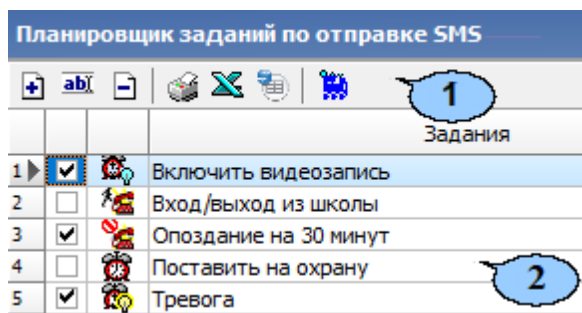 Планировщик заданий по отправке SMS
abI
1
Задания
1 Включить видеозапись
2 Вход/выход из школы
3 Опоздание на 30 минут
4 Поставить на охрану
2
5 Тревога